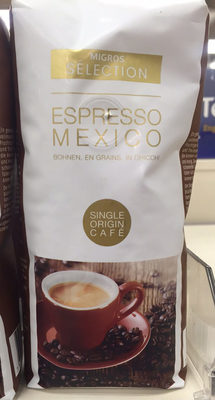 MIGROS
SELECTION
ESPRESSO
MEXICO
BOHNEN, EN GRAINS, IN CHICCHI
SINGLE
ORIGIN
CAFÉ